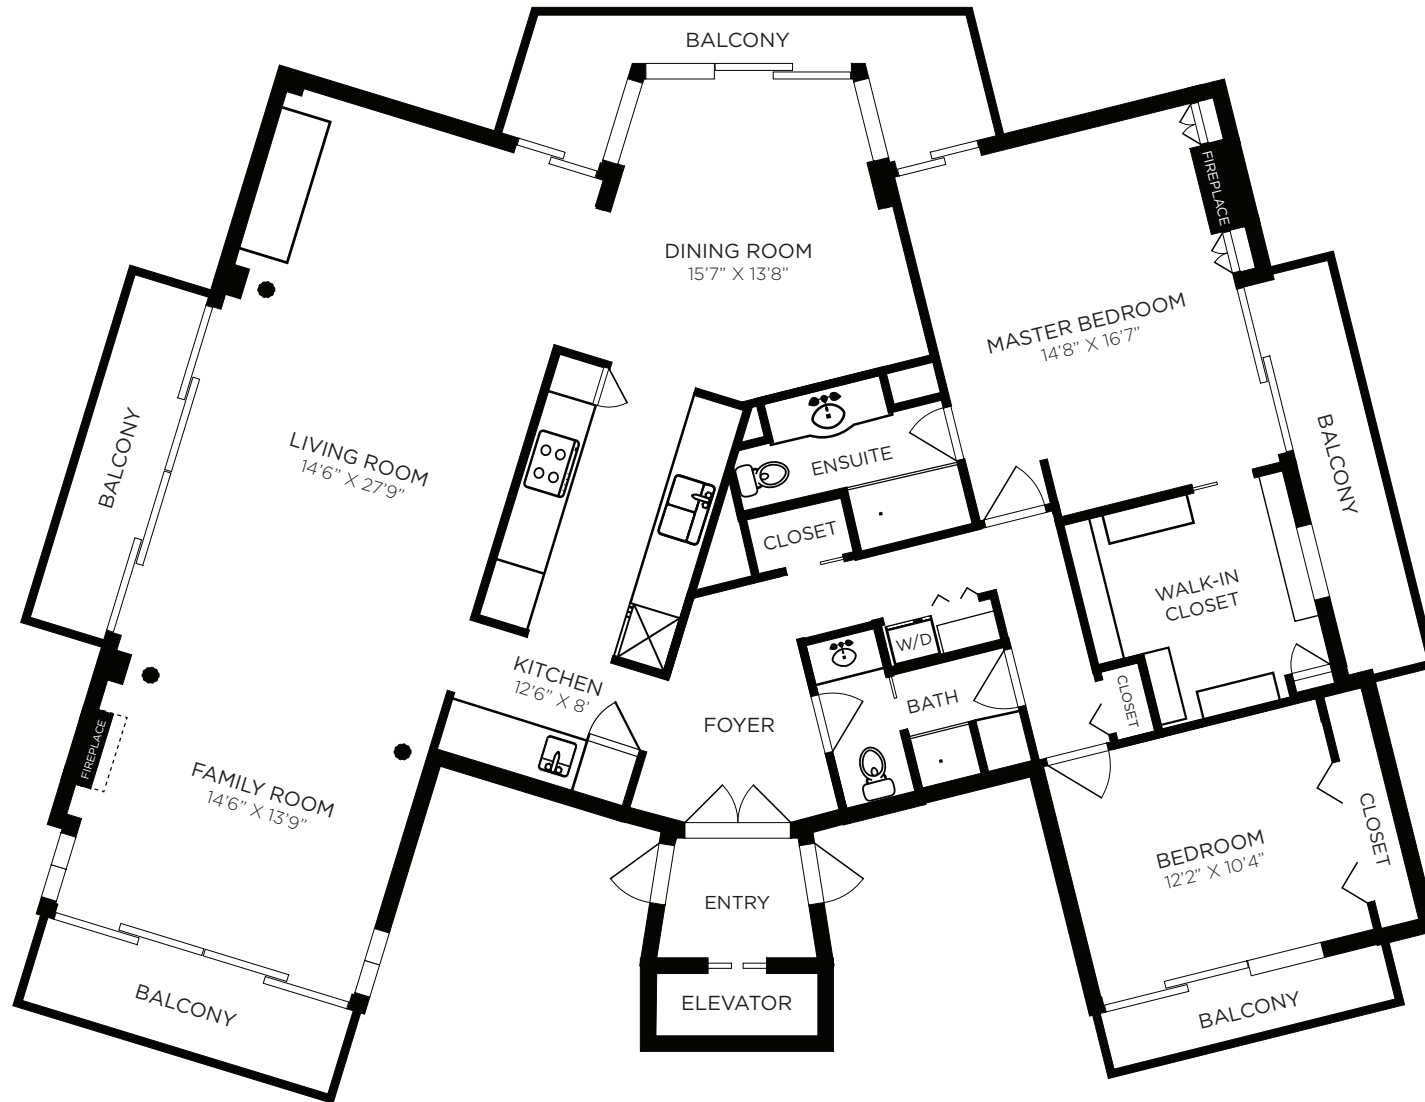 BALCONY
FIREPLACE
DINING ROOM
15'7" X 13'8"
MASTER BEDROOM
14'8" X 16'7"
BALCONY
LIVING ROOM
14'6" X 27'9"
ENSUITE
BALCONY
CLOSET
WALK-IN
CLOSET
W/D
KITCHEN
12'6" X 8'
BATH
CLOSET
FOYER
FIREPLACE
FAMILY ROOM
14'6" X 13'9"
CLOSET
BEDROOM
12'2" X 10'4"
ENTRY
BALCONY
ELEVATOR
BALCONY